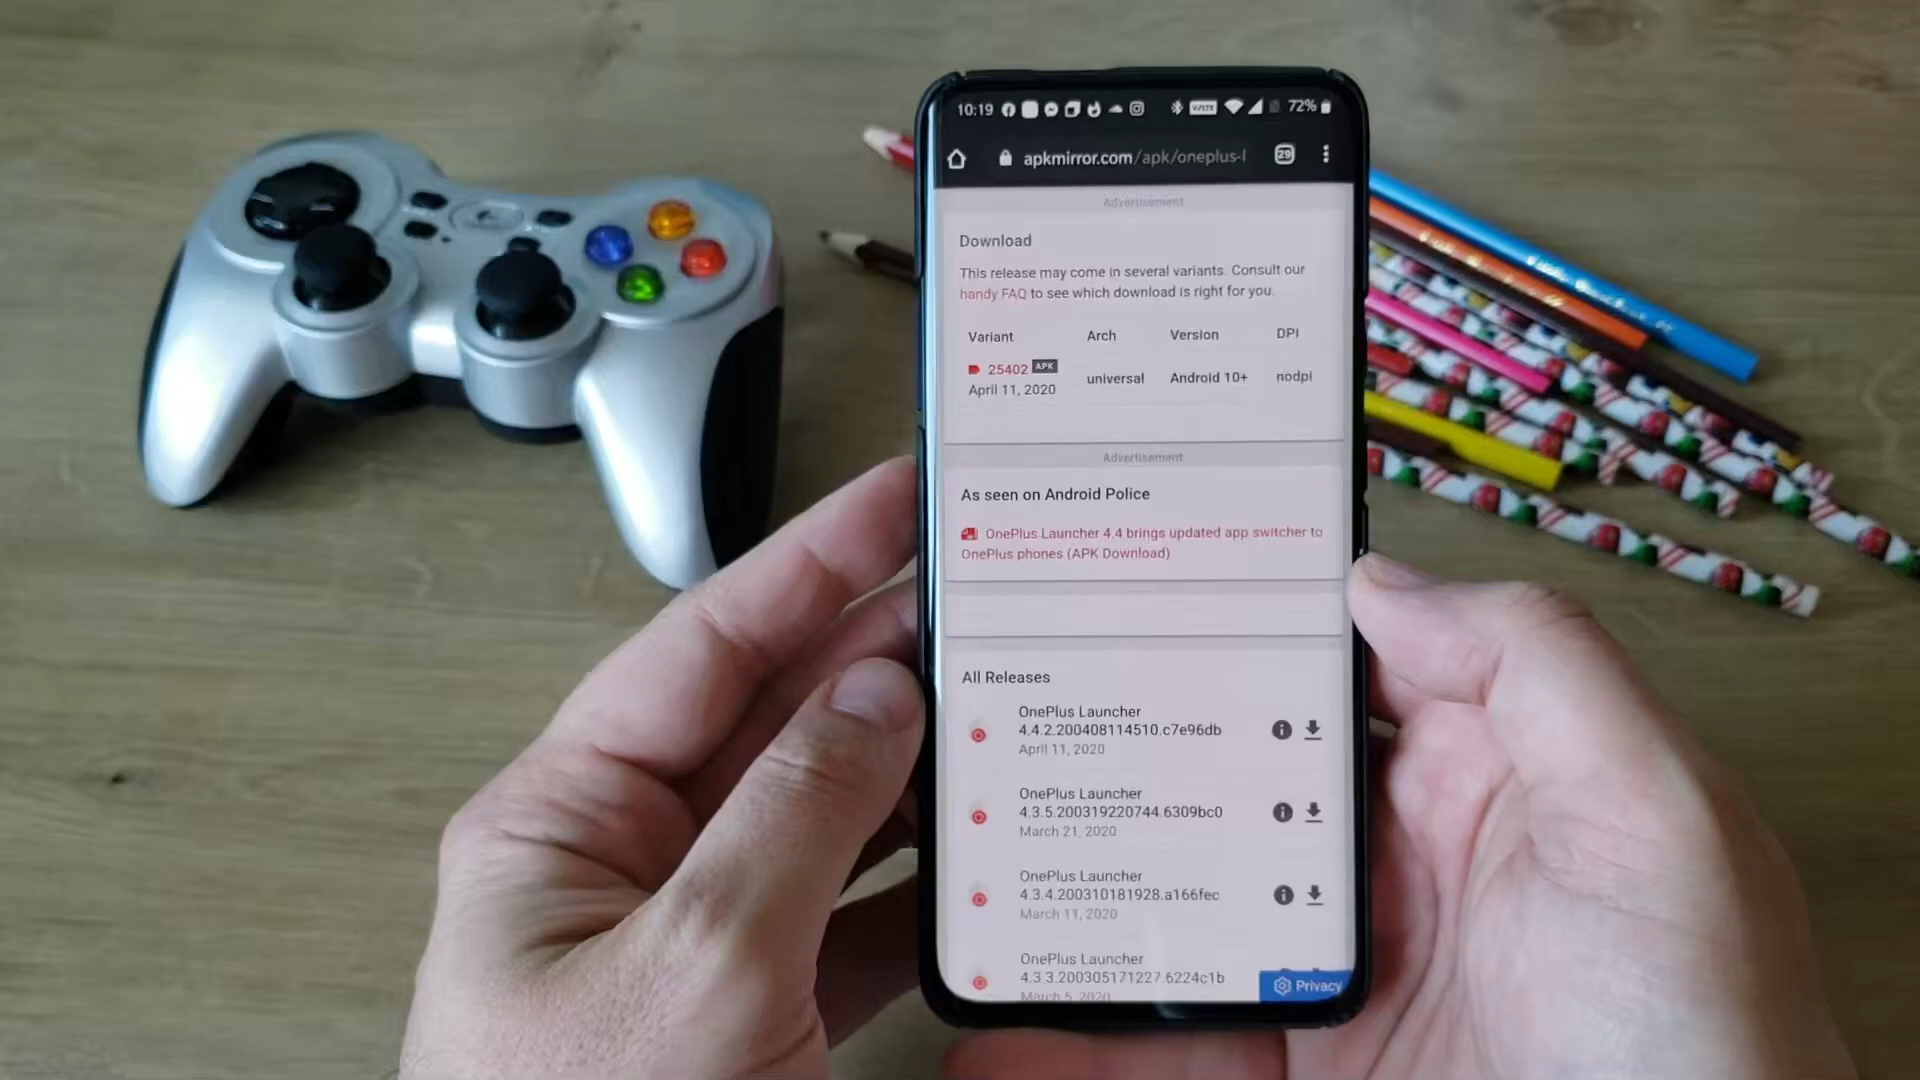 10:19
VoLTE
72%
apkmirror.com/apk/oneplus-l
29
Advertisement
Download
This release may come in several variants. Consult our
handy FAQ to see which download is right for you.
Variant Arch Version DPI
25402 APK
April 11, 2020
universal Android 10+ nodpi
Advertisement
As seen on Android Police
OnePlus Launcher 4.4 brings updated app switcher to
OnePlus phones (APK Download)
All Releases
OnePlus Launcher
4.4.2.200408114510.c7e96db
April 11, 2020
OnePlus Launcher
4.3.5.200319220744.6309bc0
March 21, 2020
OnePlus Launcher
4.3.4.200310181928.a166fec
March 11, 2020
OnePlus Launcher
4.3.3.200305171227.6224c1b
March 5, 2020
Privacy